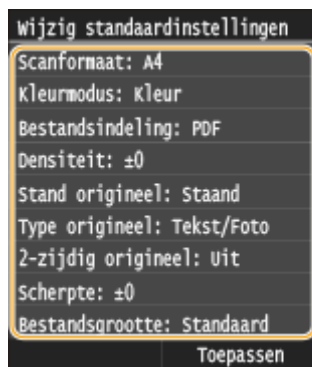 Wijzig standaardinstellingen
Scanformaat: A4
Kleurmodus: Kleur
Bestandsindeling: PDF
Densiteit: ±0
Stand origineel: Staand
Type origineel: Tekst/Foto
2-zijdig origineel: Uit
Scherpte: ±0
Bestandsgrootte: Standaard
Toepassen